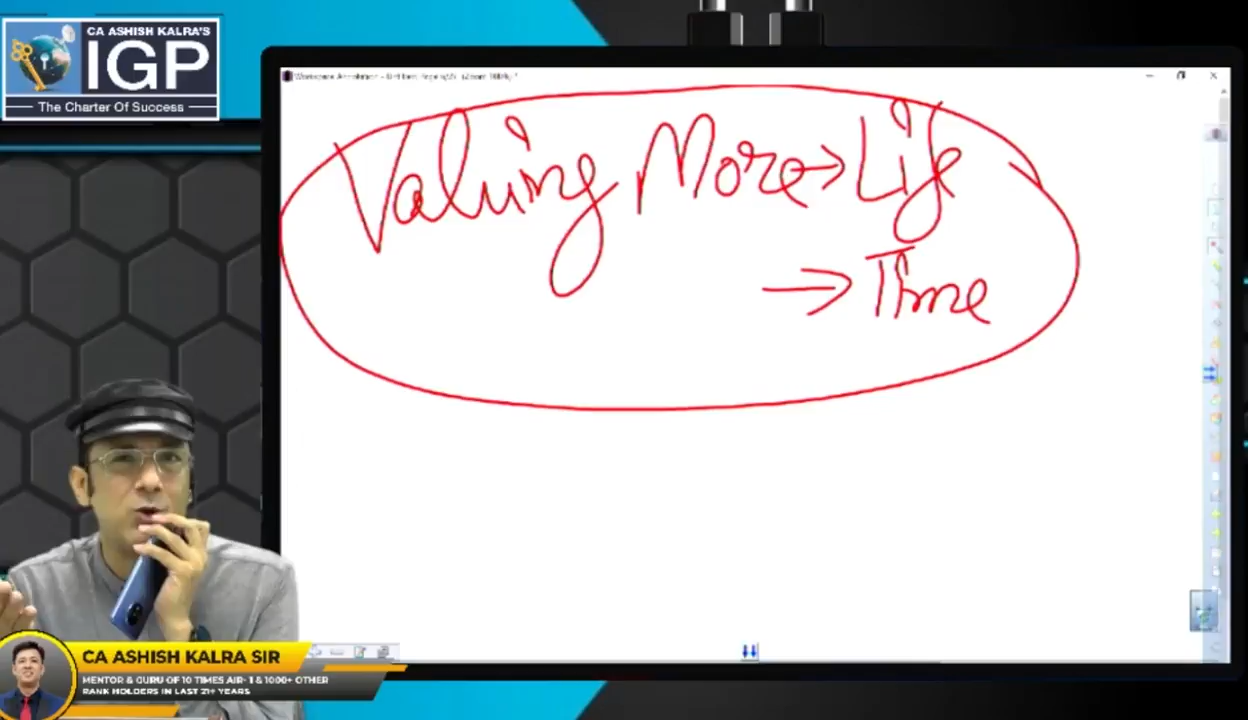 CA ASHISH KALRA'S
IGP
The Charter Of Success
Valuing More → Life
→ Time
CA ASHISH KALRA SIR
MENTOR & GURU OF 10 TIMES AIR- 1 & 1000+ OTHER
RANK HOLDERS IN LAST 21+ YEARS